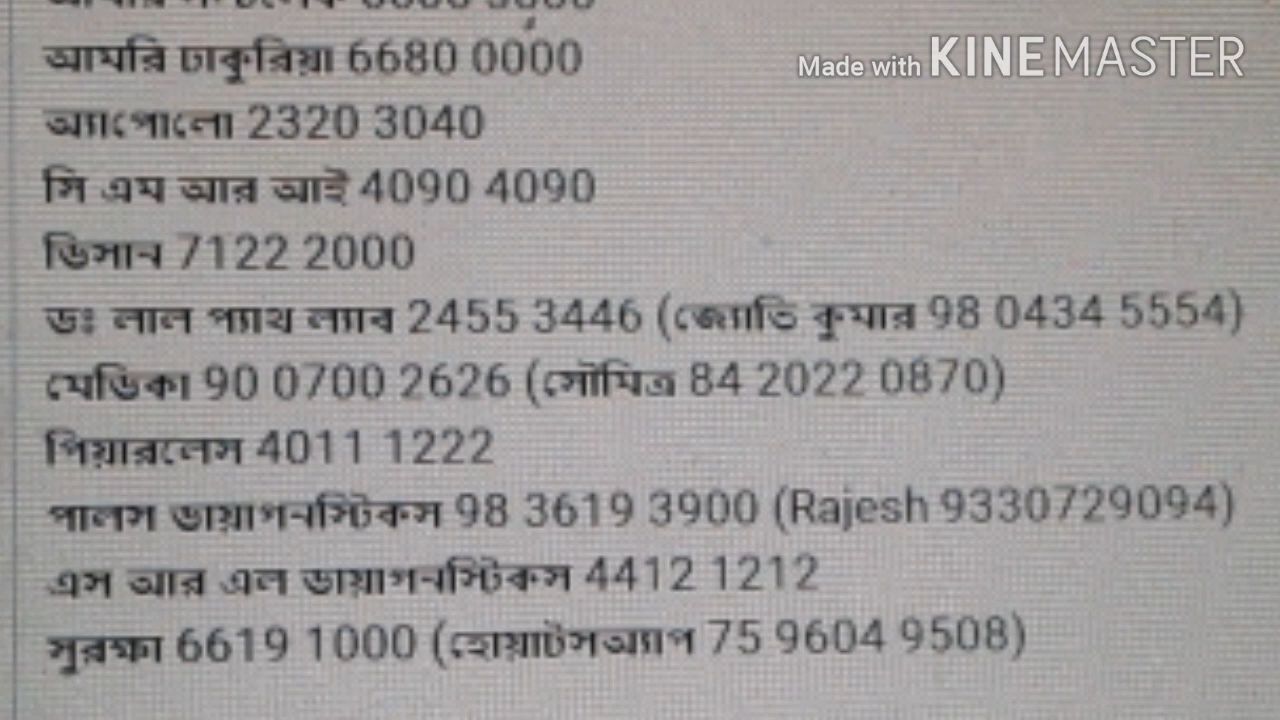 আমরি ঢাকুরিয়া 6680 0000
Made with KINEMASTER
অ্যাপোলো 2320 3040
সি এম আর আই 4090 4090
ডিসান 7122 2000
ডঃ লাল প্যাথ ল্যাব 2455 3446 (জ্যোতি কুমার 98 0434 5554)
মেডিকা 90 0700 2626 (সৌমিত্র 84 2022 0870)
পিয়ারলেস 4011 1222
পালস ডায়াগনস্টিকস 98 3619 3900 (Rajesh 9330729094)
এস আর এল ডায়াগনস্টিকস 4412 1212
সুরক্ষা 6619 1000 (হোয়াটসঅ্যাপ 75 9604 9508)